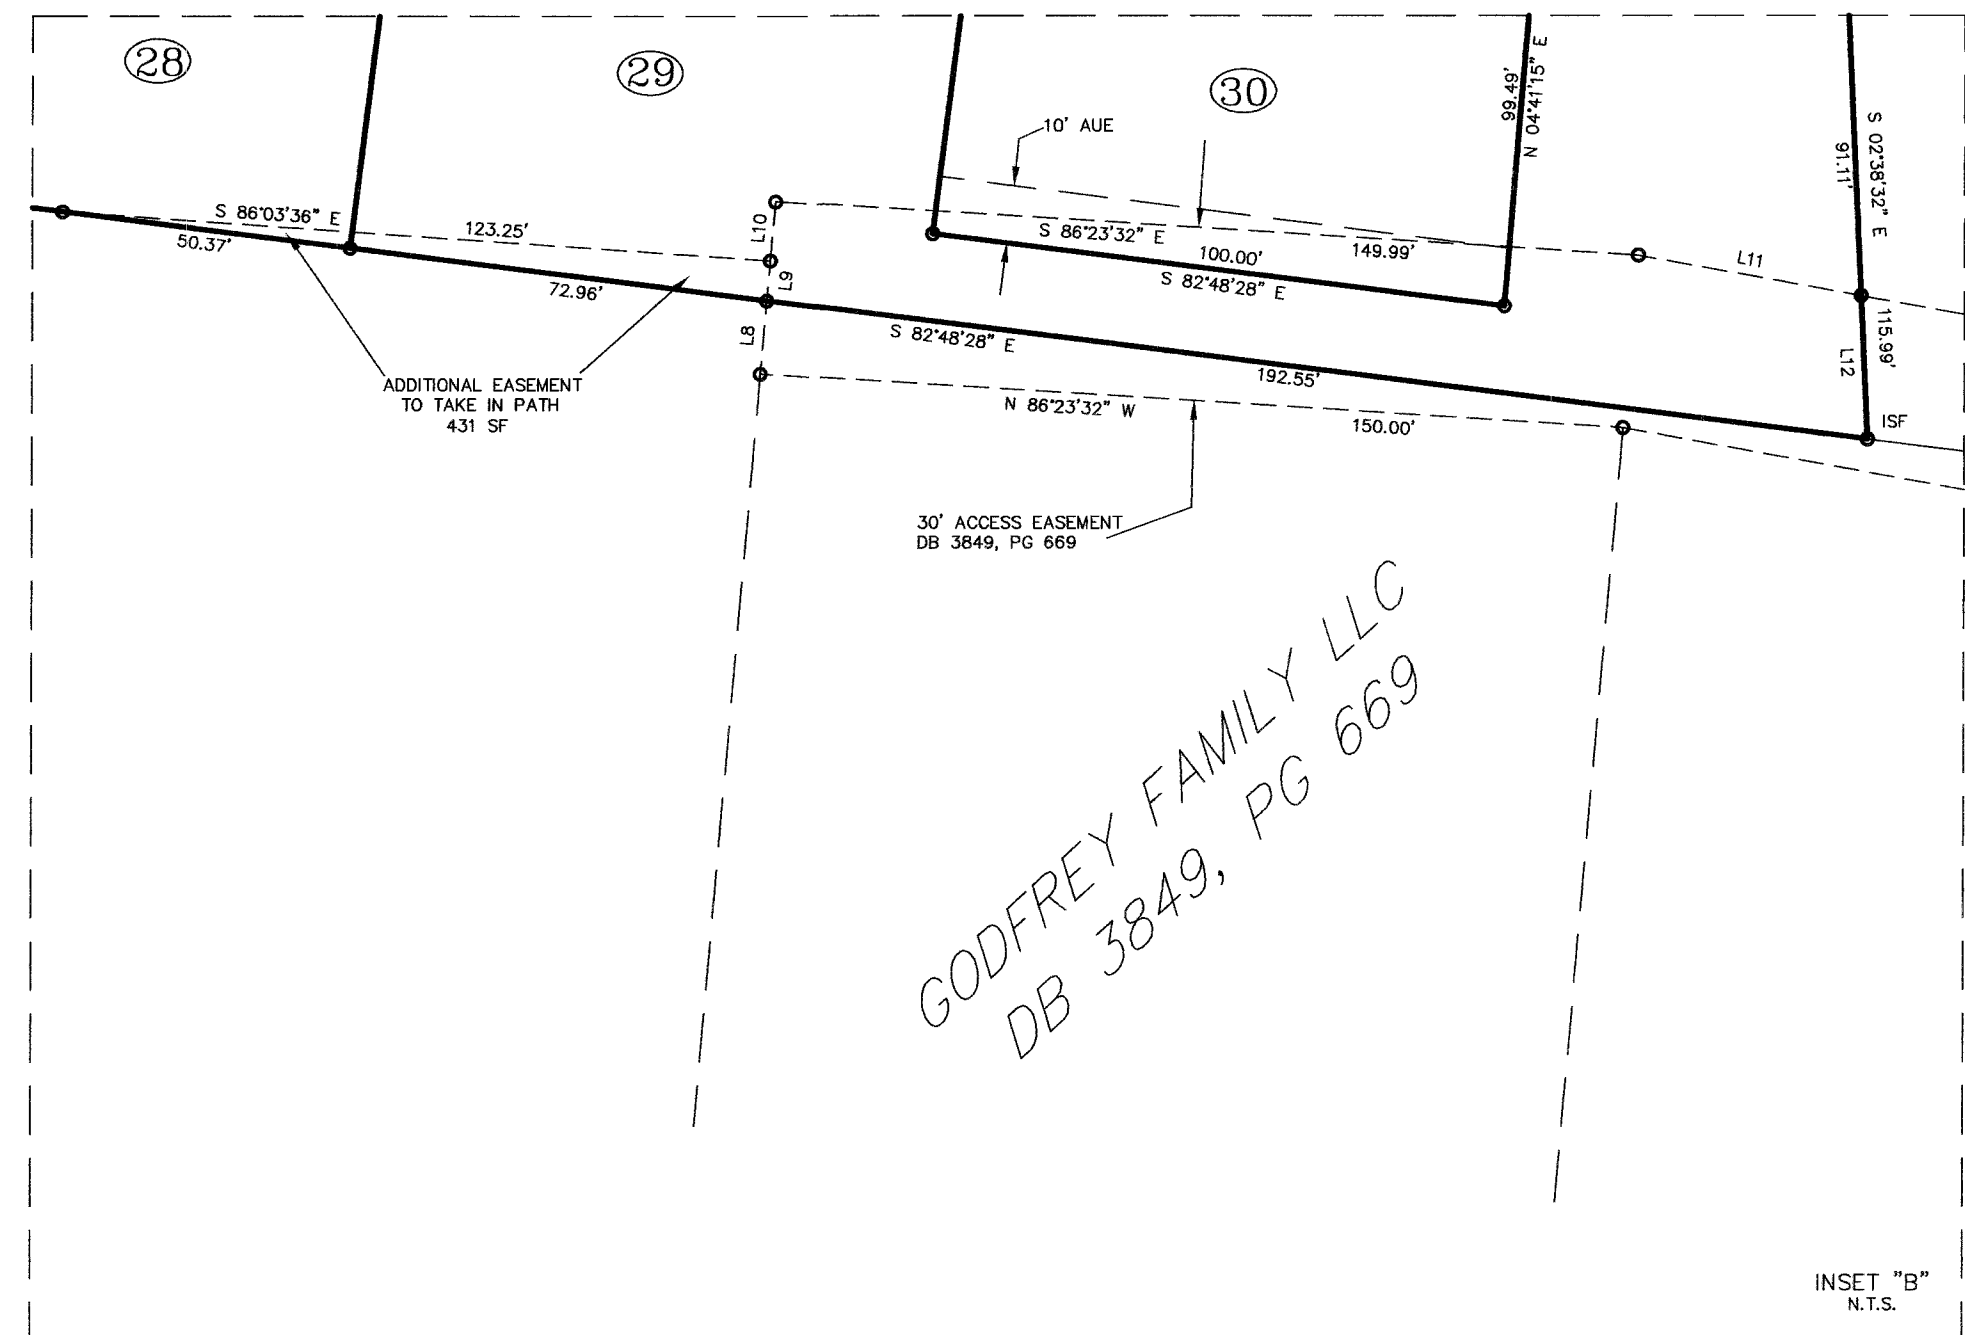 28
29
30
10' AUE
99.49'
N 04°41'15" E
S 02°38'32" E
91.11'
S 86°03'36" E
50.37'
123.25'
L10
S 86°23'32" E
149.99'
100.00'
S 82°48'28" E
L11
L9
72.96'
L8
S 82°48'28" E
192.55'
115.99'
L12
ISF
ADDITIONAL EASEMENT
TO TAKE IN PATH
431 SF
N 86°23'32" W
150.00'
30' ACCESS EASEMENT
DB 3849, PG 669
GODFREY FAMILY LLC
DB 3849, PG 669
INSET "B"
N.T.S.